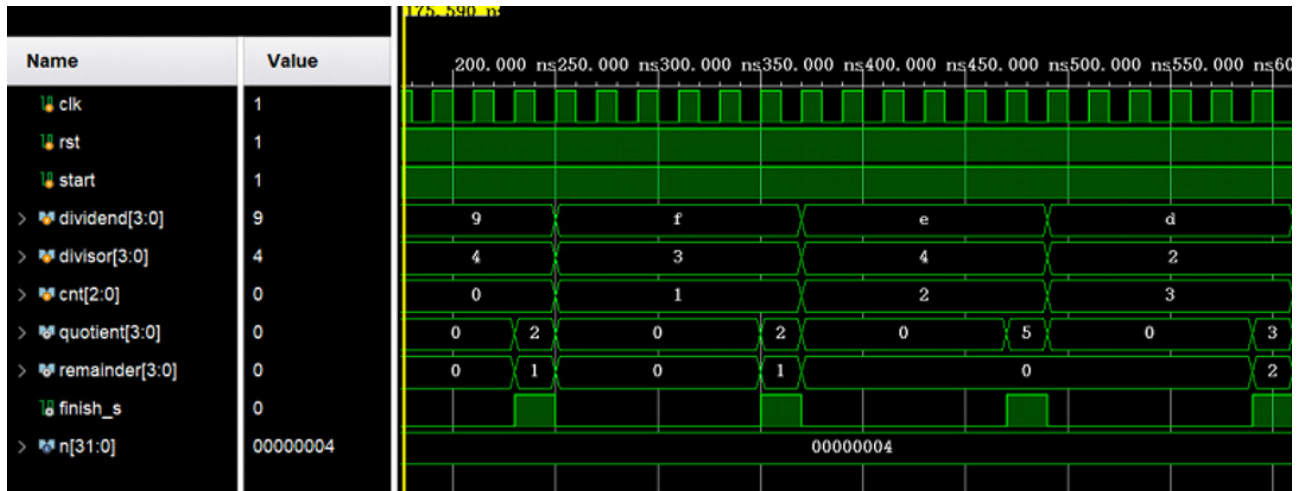 175.590 ns
Name Value
200.000 ns 250.000 ns 300.000 ns 350.000 ns 400.000 ns 450.000 ns 500.000 ns 550.000 ns 60
clk 1
rst 1
start 1
dividend[3:0] 9 9 f e d
divisor[3:0] 4 4 3 4 2
cnt[2:0] 0 0 1 2 3
quotient[3:0] 0 0 2 0 2 0 5 0 3
remainder[3:0] 0 0 1 0 1 0 2
finish_s 0
n[31:0] 00000004 00000004